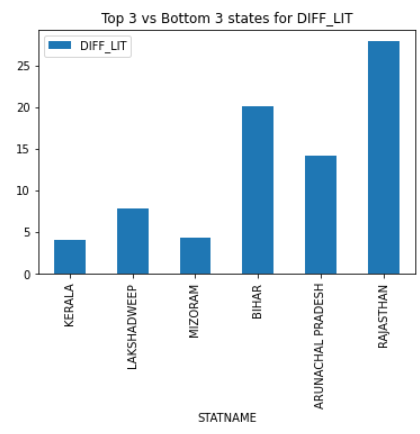 Top 3 vs Bottom 3 states for DIFF_LIT
DIFF_LIT
25
20
15
10
5
0
KERALA
LAKSHADWEEP
MIZORAM
BIHAR
ARUNACHAL PRADESH
RAJASTHAN
STATNAME